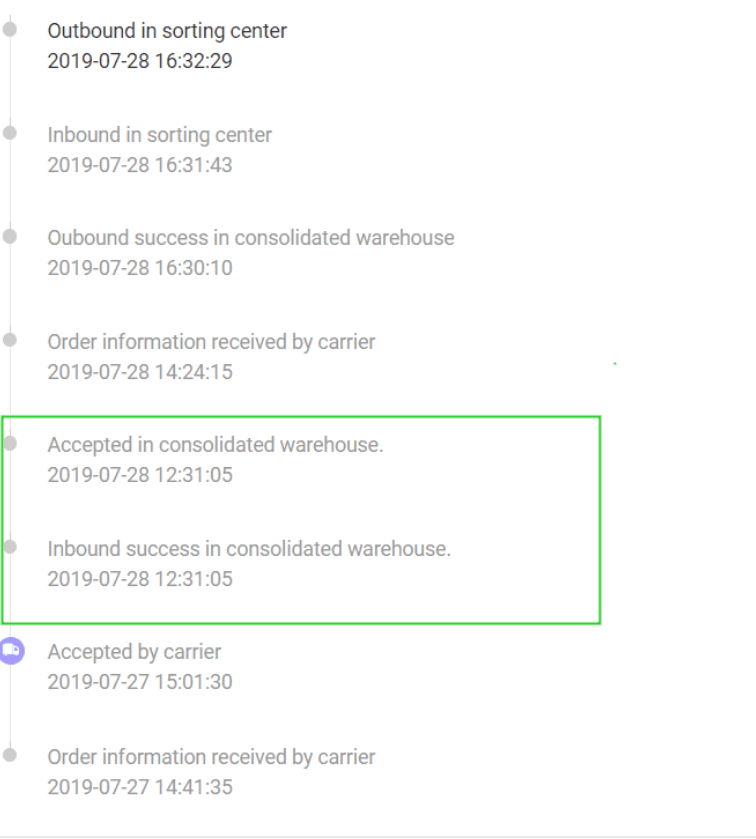 Outbound in sorting center
2019-07-28 16:32:29
Inbound in sorting center
2019-07-28 16:31:43
Oubound success in consolidated warehouse
2019-07-28 16:30:10
Order information received by carrier
2019-07-28 14:24:15
Accepted in consolidated warehouse.
2019-07-28 12:31:05
Inbound success in consolidated warehouse.
2019-07-28 12:31:05
Accepted by carrier
2019-07-27 15:01:30
Order information received by carrier
2019-07-27 14:41:35